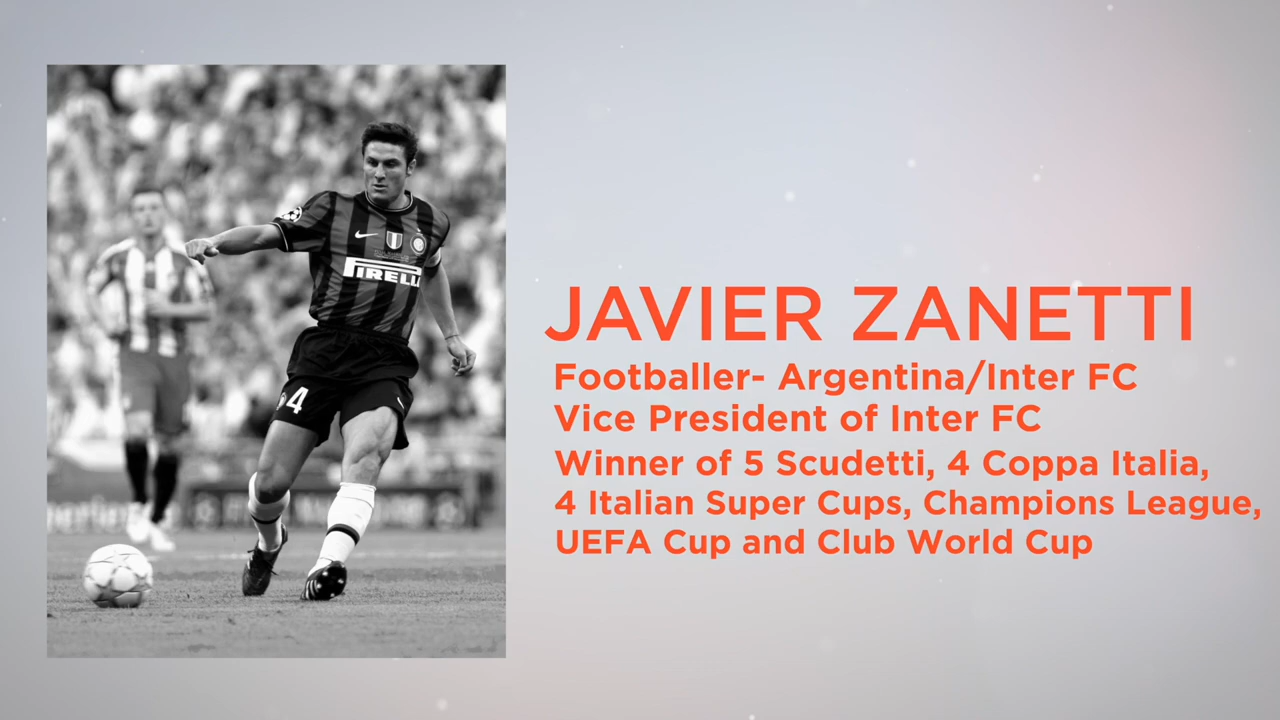 PIRELLI
4
JAVIER ZANETTI
Footballer- Argentina/Inter FC
Vice President of Inter FC
Winner of 5 Scudetti, 4 Coppa Italia,
4 Italian Super Cups, Champions League,
UEFA Cup and Club World Cup